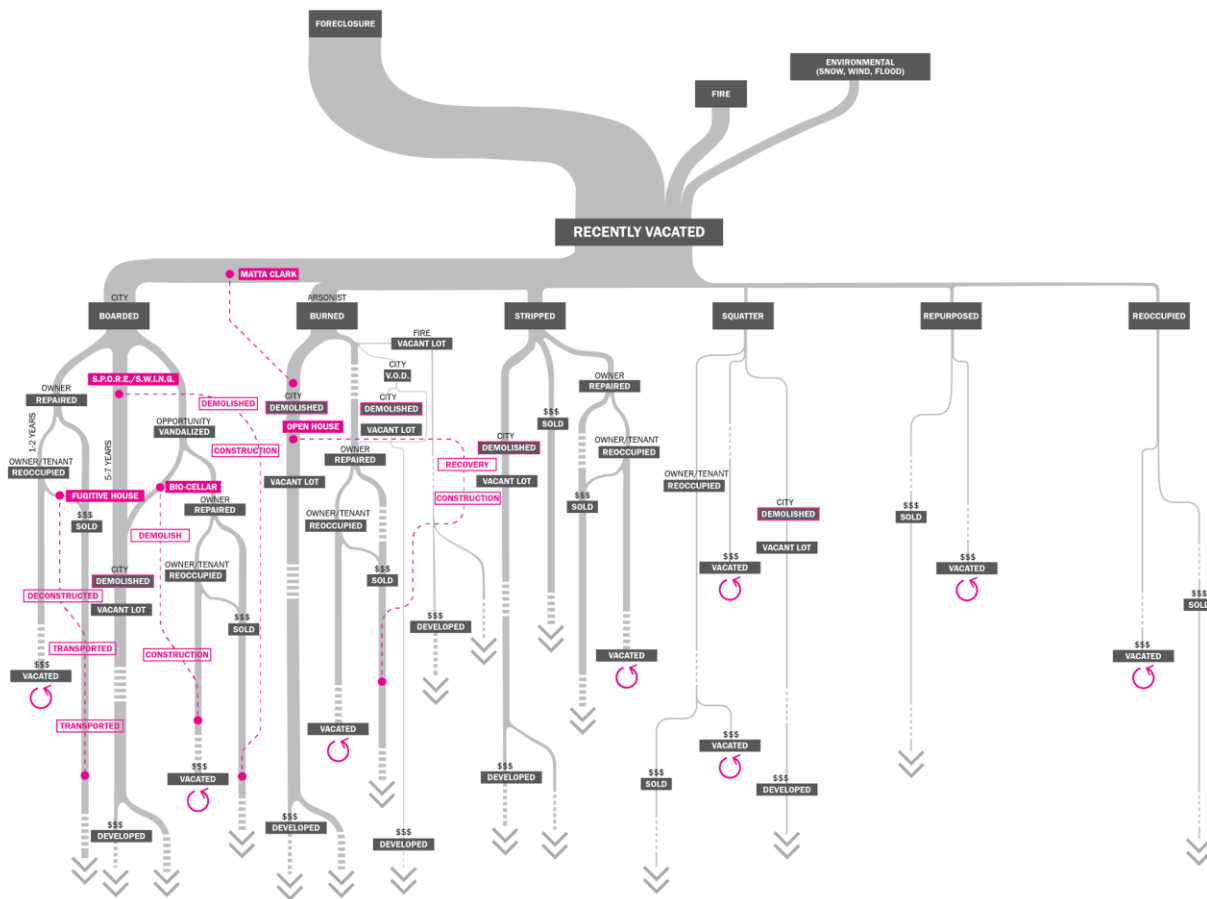 FORECLOSURE
ENVIRONMENTAL
(SNOW, WIND, FLOOD)
FIRE
RECENTLY VACATED
MATTA CLARK
CITY
BOARDED
ARSONIST
BURNED
STRIPPED
SQUATTER
REPURPOSED
REOCCUPIED
FIRE
VACANT LOT
CITY
V.O.D.
S.P.O.R.E./S.W.I.N.G.
OWNER
REPAIRED
DEMOLISHED
CITY
DEMOLISHED
CITY
DEMOLISHED
OWNER
REPAIRED
$$$
SOLD
1-2 YEARS
OPPORTUNITY
VANDALIZED
OPEN HOUSE
VACANT LOT
CITY
DEMOLISHED
CONSTRUCTION
OWNER/TENANT
REOCCUPIED
5-7 YEARS
OWNER
REPAIRED
RECOVERY
OWNER/TENANT
REOCCUPIED
OWNER/TENANT
REOCCUPIED
VACANT LOT
VACANT LOT
FUGITIVE HOUSE
BIO-CELLAR
CONSTRUCTION
OWNER
REPAIRED
$$$
SOLD
$$$
SOLD
CITY
DEMOLISHED
$$$
SOLD
OWNER/TENANT
REOCCUPIED
DEMOLISH
VACANT LOT
OWNER/TENANT
REOCCUPIED
CITY
DEMOLISHED
$$$
SOLD
$$$
VACATED
$$$
VACATED
DECONSTRUCTED
VACANT LOT
$$$
SOLD
$$$
SOLD
$$$
DEVELOPED
TRANSPORTED
CONSTRUCTION
$$$
VACATED
$$$
VACATED
$$$
VACATED
TRANSPORTED
VACATED
$$$
VACATED
$$$
VACATED
$$$
DEVELOPED
$$$
SOLD
$$$
DEVELOPED
$$$
DEVELOPED
$$$
DEVELOPED
$$$
DEVELOPED